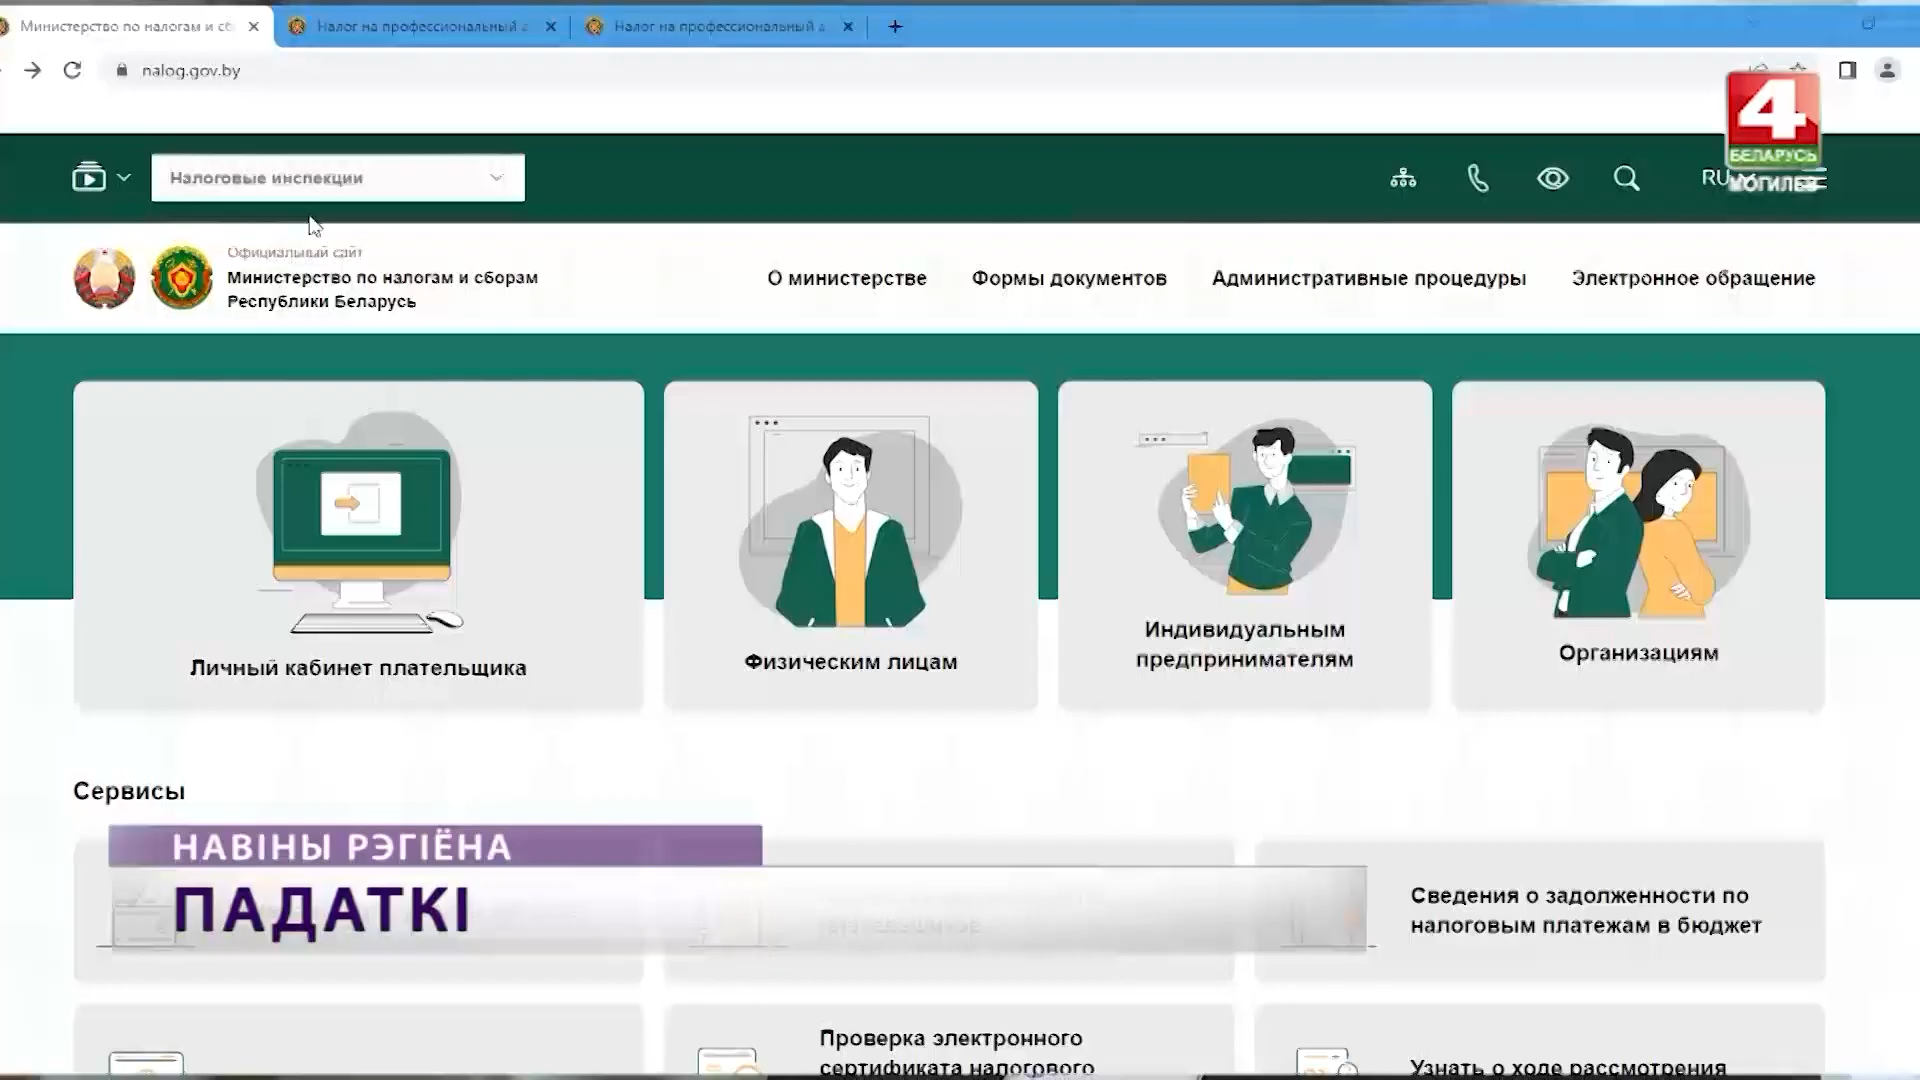 Министерство по налогам и сб
Налог на профессиональный д
Налог на профессиональный д
nalog.gov.by
4
БЕЛАРУСЬ
МОГИЛЕВ
Налоговые инспекции
RU
Официальный сайт
Министерство по налогам и сборам
Республики Беларусь
О министерстве
Формы документов
Административные процедуры
Электронное обращение
Личный кабинет плательщика
Физическим лицам
Индивидуальным
предпринимателям
Организациям
Сервисы
НАВІНЫ РЭГІЁНА
ПАДАТКІ
Сведения о задолженности по
налоговым платежам в бюджет
Проверка электронного
сертификата налогового
Узнать о ходе рассмотрения